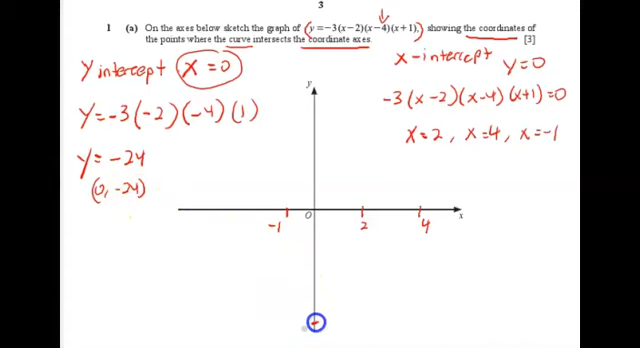 3
1 (a) On the axes below sketch the graph of y = −3(x − 2)(x − 4)(x + 1), showing the coordinates of
the points where the curve intersects the coordinate axes. [3]
y intercept x = 0
y = -3(-2)(-4)(1)
y = -24
(0, -24)
x-intercept y = 0
-3(x-2)(x-4)(x+1)=0
x = 2, x = 4, x = -1
y
0
x
-1
2
4